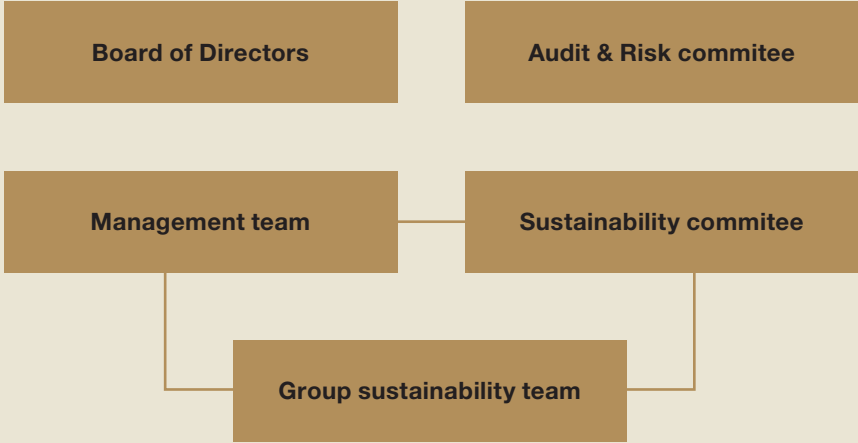 Board of Directors
Audit & Risk commitee
Management team
Sustainability commitee
Group sustainability team